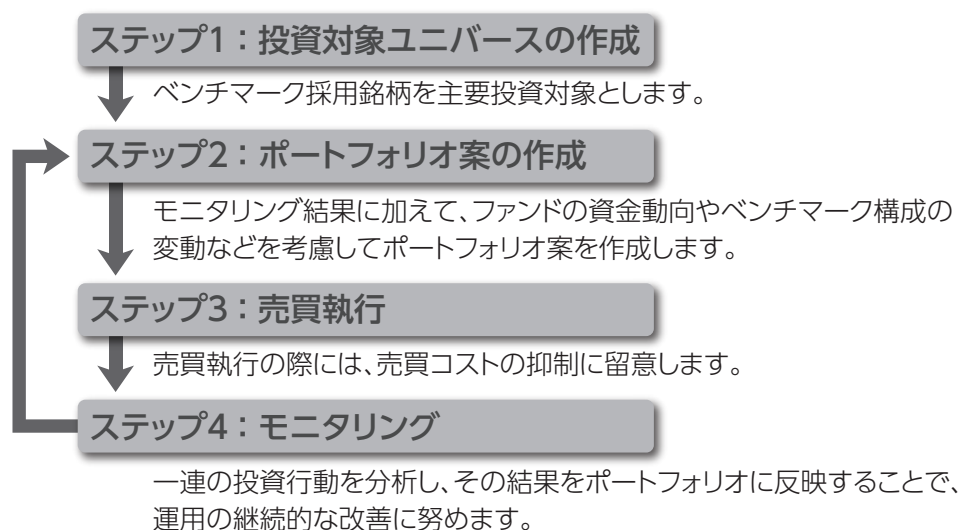 ステップ1：投資対象ユニバースの作成
ベンチマーク採用銘柄を主要投資対象とします。
ステップ2：ポートフォリオ案の作成
モニタリング結果に加えて、ファンドの資金動向やベンチマーク構成の
変動などを考慮してポートフォリオ案を作成します。
ステップ3：売買執行
売買執行の際には、売買コストの抑制に留意します。
ステップ4：モニタリング
一連の投資行動を分析し、その結果をポートフォリオに反映することで、
運用の継続的な改善に努めます。